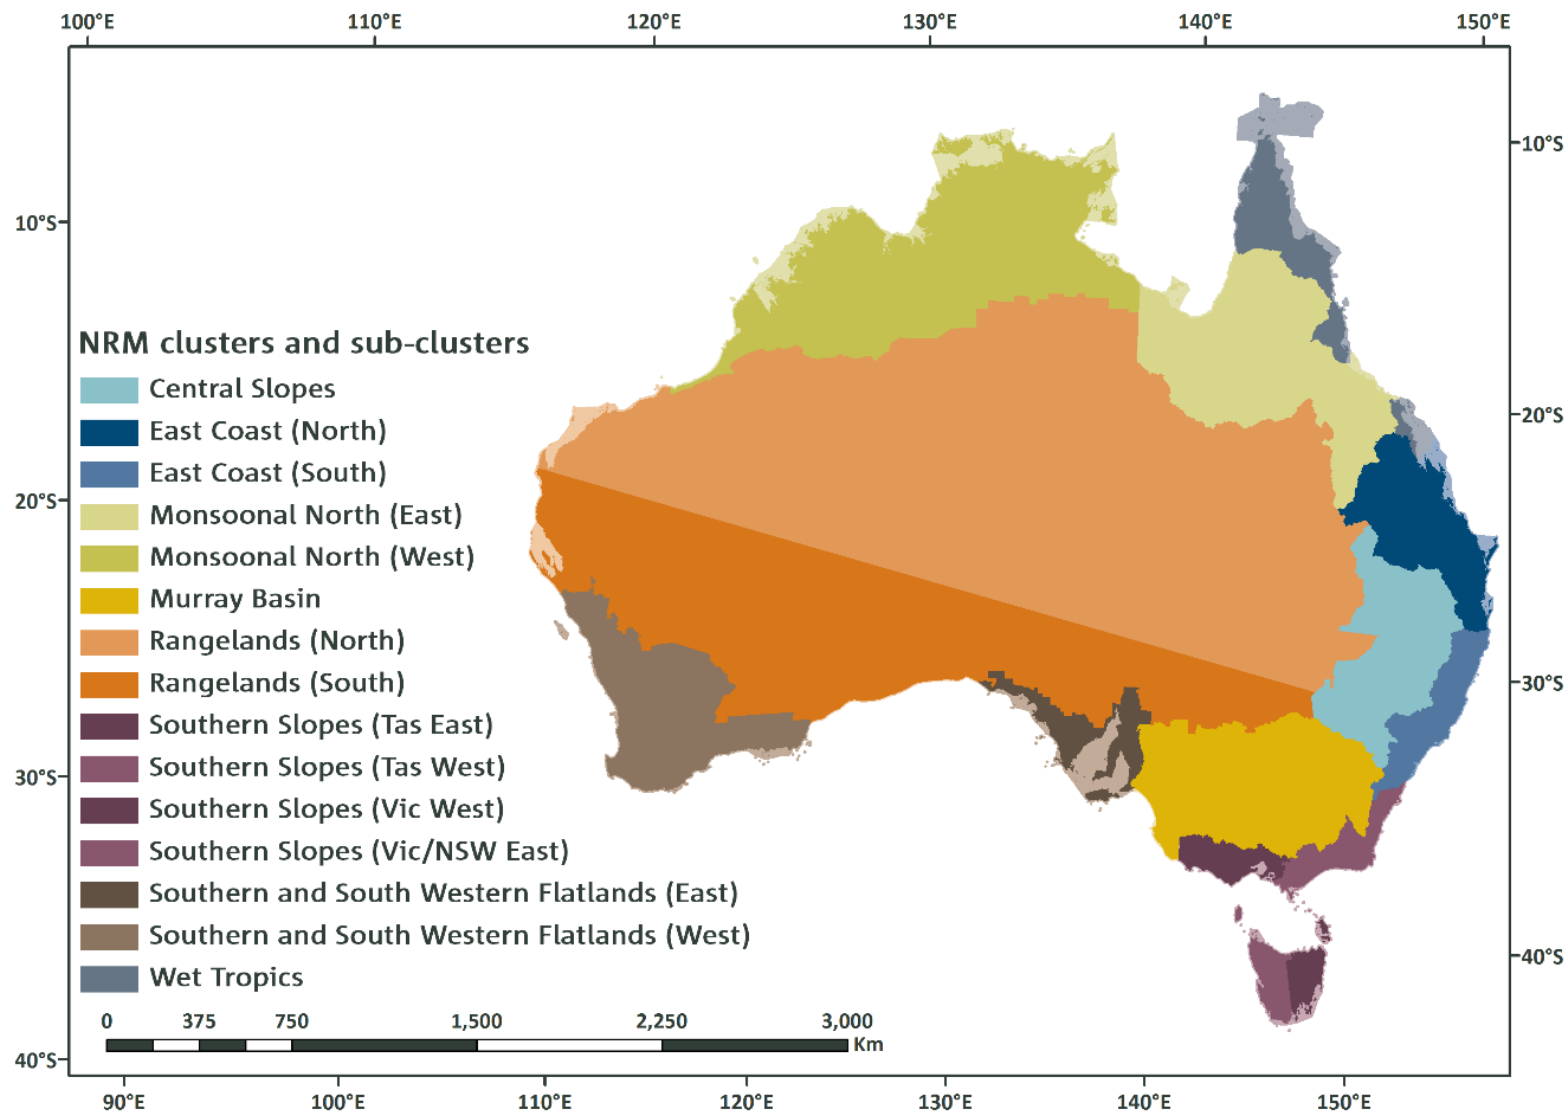 100°E 110°E 120°E 130°E 140°E 150°E
10°S
10°S
NRM clusters and sub-clusters
Central Slopes
20°S
East Coast (North)
East Coast (South)
20°S
Monsoonal North (East)
Monsoonal North (West)
Murray Basin
Rangelands (North)
Rangelands (South)
30°S
Southern Slopes (Tas East)
Southern Slopes (Tas West)
30°S
Southern Slopes (Vic West)
Southern Slopes (Vic/NSW East)
Southern and South Western Flatlands (East)
Southern and South Western Flatlands (West)
40°S
Wet Tropics
0 375 750 1,500 2,250 3,000
Km
40°S
90°E 100°E 110°E 120°E 130°E 140°E 150°E